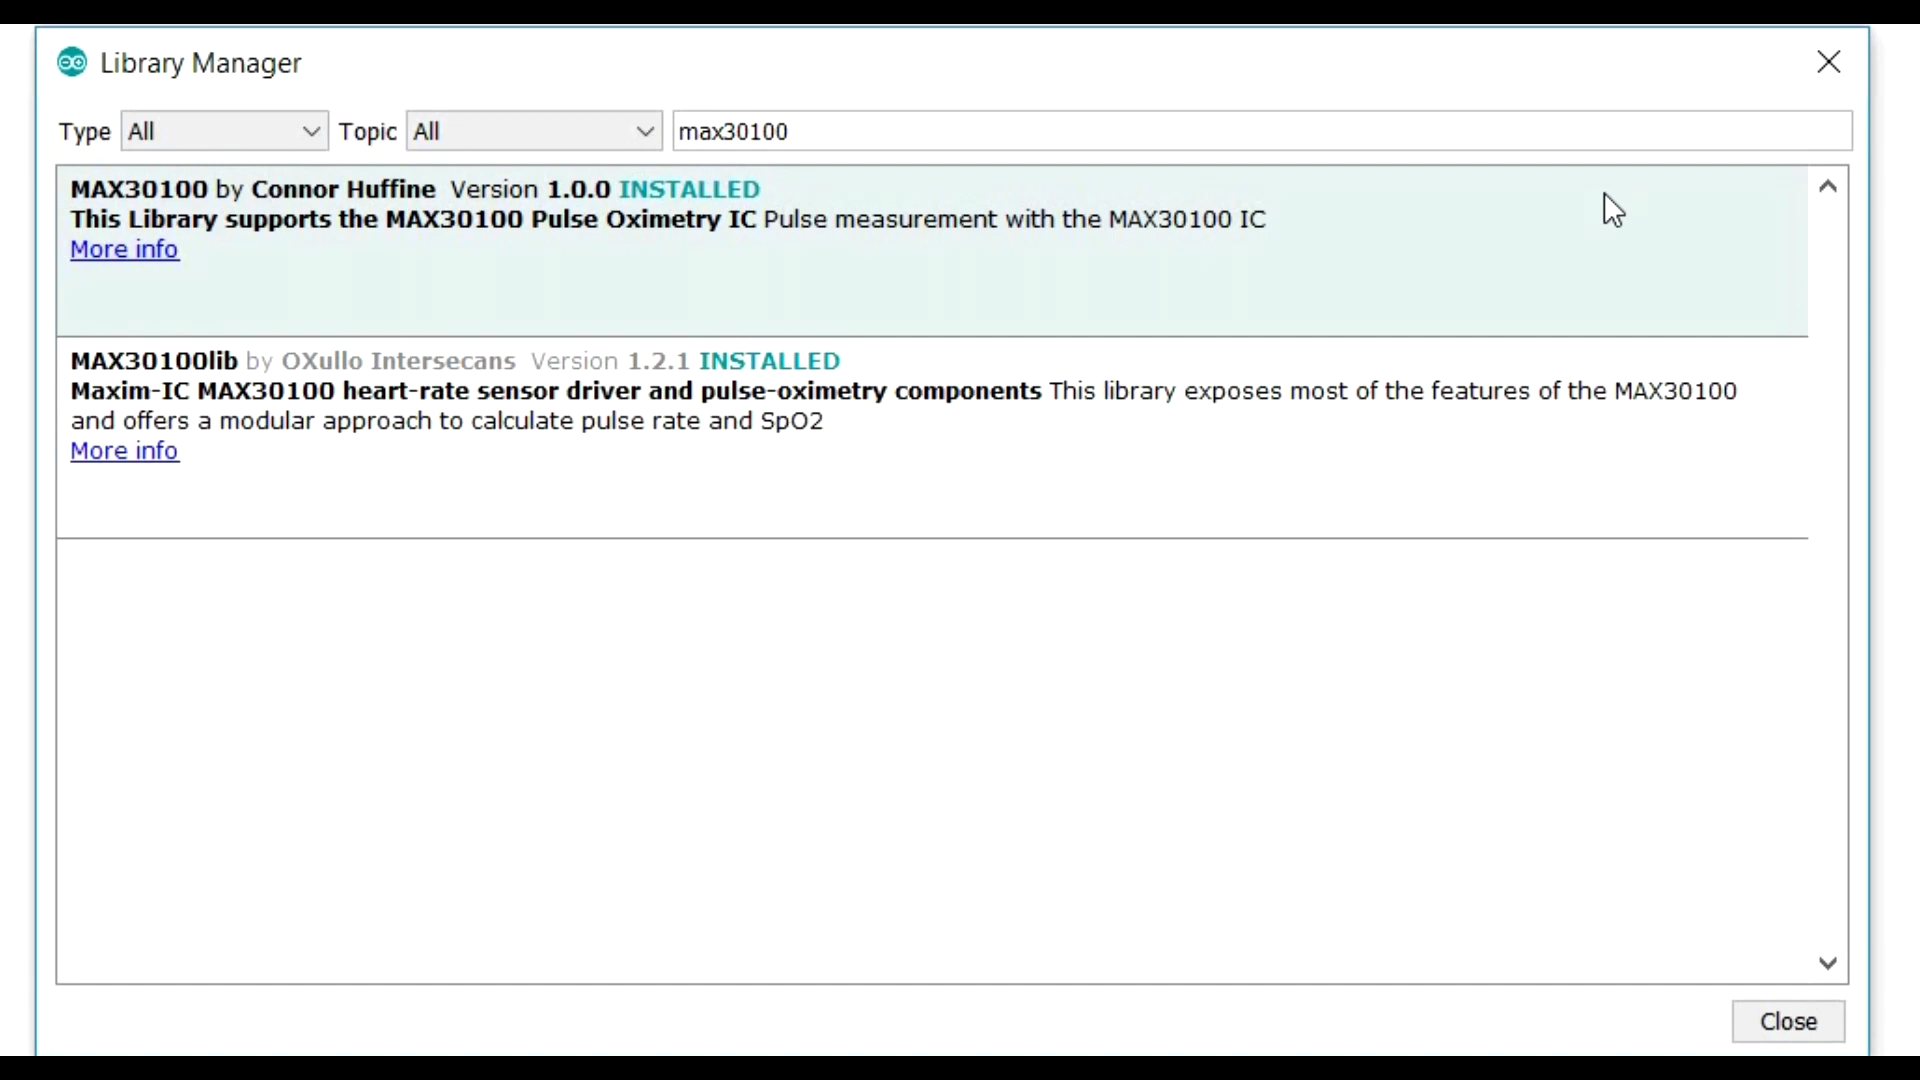 Library Manager
Type All Topic All max30100
MAX30100 by Connor Huffine Version 1.0.0 INSTALLED
This Library supports the MAX30100 Pulse Oximetry IC Pulse measurement with the MAX30100 IC
More info
MAX30100lib by OXullo Intersecans Version 1.2.1 INSTALLED
Maxim-IC MAX30100 heart-rate sensor driver and pulse-oximetry components This library exposes most of the features of the MAX30100
and offers a modular approach to calculate pulse rate and SpO2
More info
Close